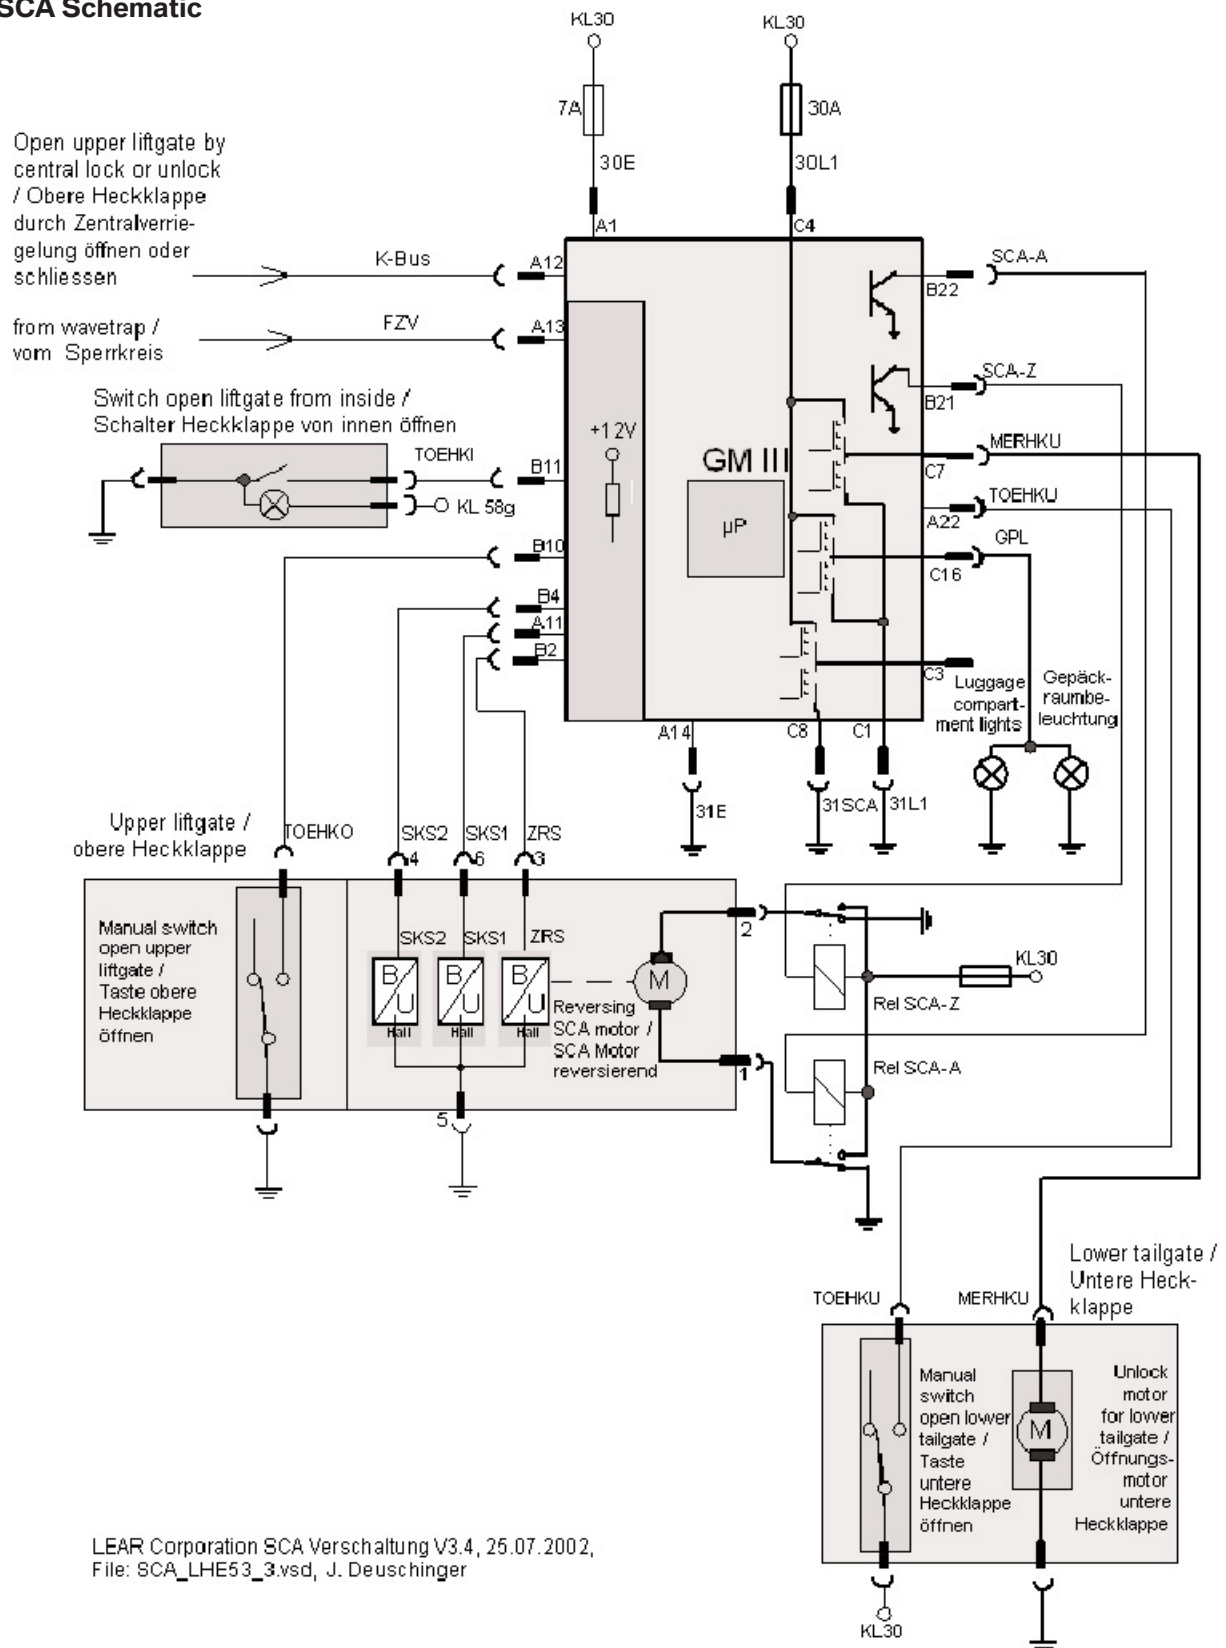 SCA Schematic
KL30
KL30
7A
30A
30E
30L1
A1
C4
Open upper liftgate by
central lock or unlock
/ Obere Heckklappe
durch Zentralverrie-
gelung öffnen oder
schliessen
K-Bus
A12
from wavetrap /
vom Sperrkreis
FZV
A13
Switch open liftgate from inside /
Schalter Heckklappe von innen öffnen
TOEHKI
B11
KL 58g
B10
B4
A11
B2
+12V
GM III
µP
SCA-A
B22
SCA-Z
B21
MERHKU
C7
TOEHKU
A22
GPL
C16
C3
Luggage
compart-
ment lights
Gepäck-
raumbe-
leuchtung
A14
C8
C1
31E
31SCA
31L1
Upper liftgate /
obere Heckklappe
TOEHKO
SKS2
SKS1
ZRS
4
6
3
Manual switch
open upper
liftgate /
Taste obere
Heckklappe
öffnen
SKS2
SKS1
ZRS
B
U
B
U
B
U
Hall
Hall
Hall
M
Reversing
SCA motor /
SCA Motor
reversierend
2
1
5
KL30
Rel SCA-Z
Rel SCA-A
Lower tailgate /
Untere Heck-
klappe
TOEHKU
MERHKU
Manual
switch
open lower
tailgate /
Taste
untere
Heckklappe
öffnen
M
Unlock
motor
for lower
tailgate /
Öffnungs-
motor
untere
Heckklappe
KL30
LEAR Corporation SCA Verschaltung V3.4, 25.07.2002,
File: SCA_LHE53_3.vsd, J. Deuschinger